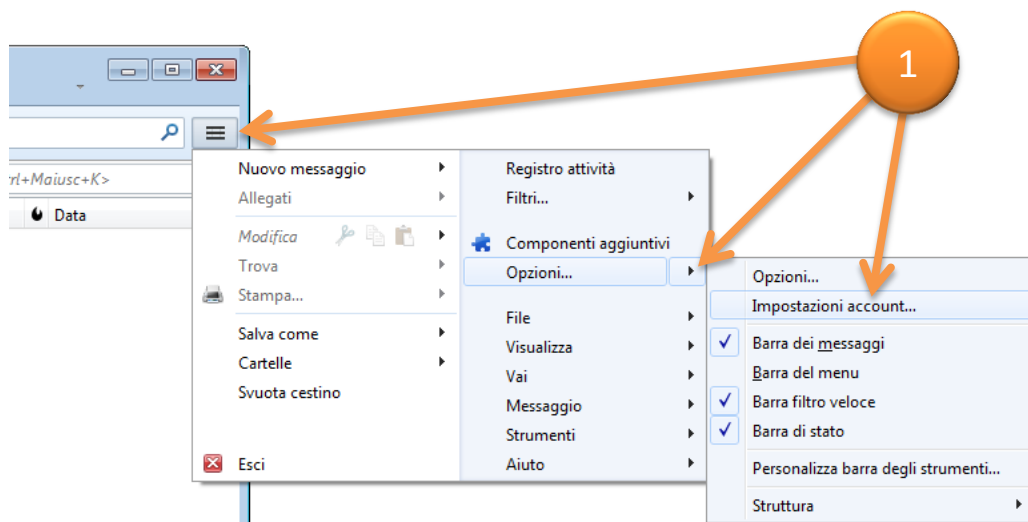 1
rl+Maiusc+K>
Data
Nuovo messaggio
Allegati
Modifica
Trova
Stampa...
Salva come
Cartelle
Svuota cestino
Esci
Registro attività
Filtri...
Componenti aggiuntivi
Opzioni...
File
Visualizza
Vai
Messaggio
Strumenti
Aiuto
Opzioni...
Impostazioni account...
Barra dei messaggi
Barra del menu
Barra filtro veloce
Barra di stato
Personalizza barra degli strumenti...
Struttura